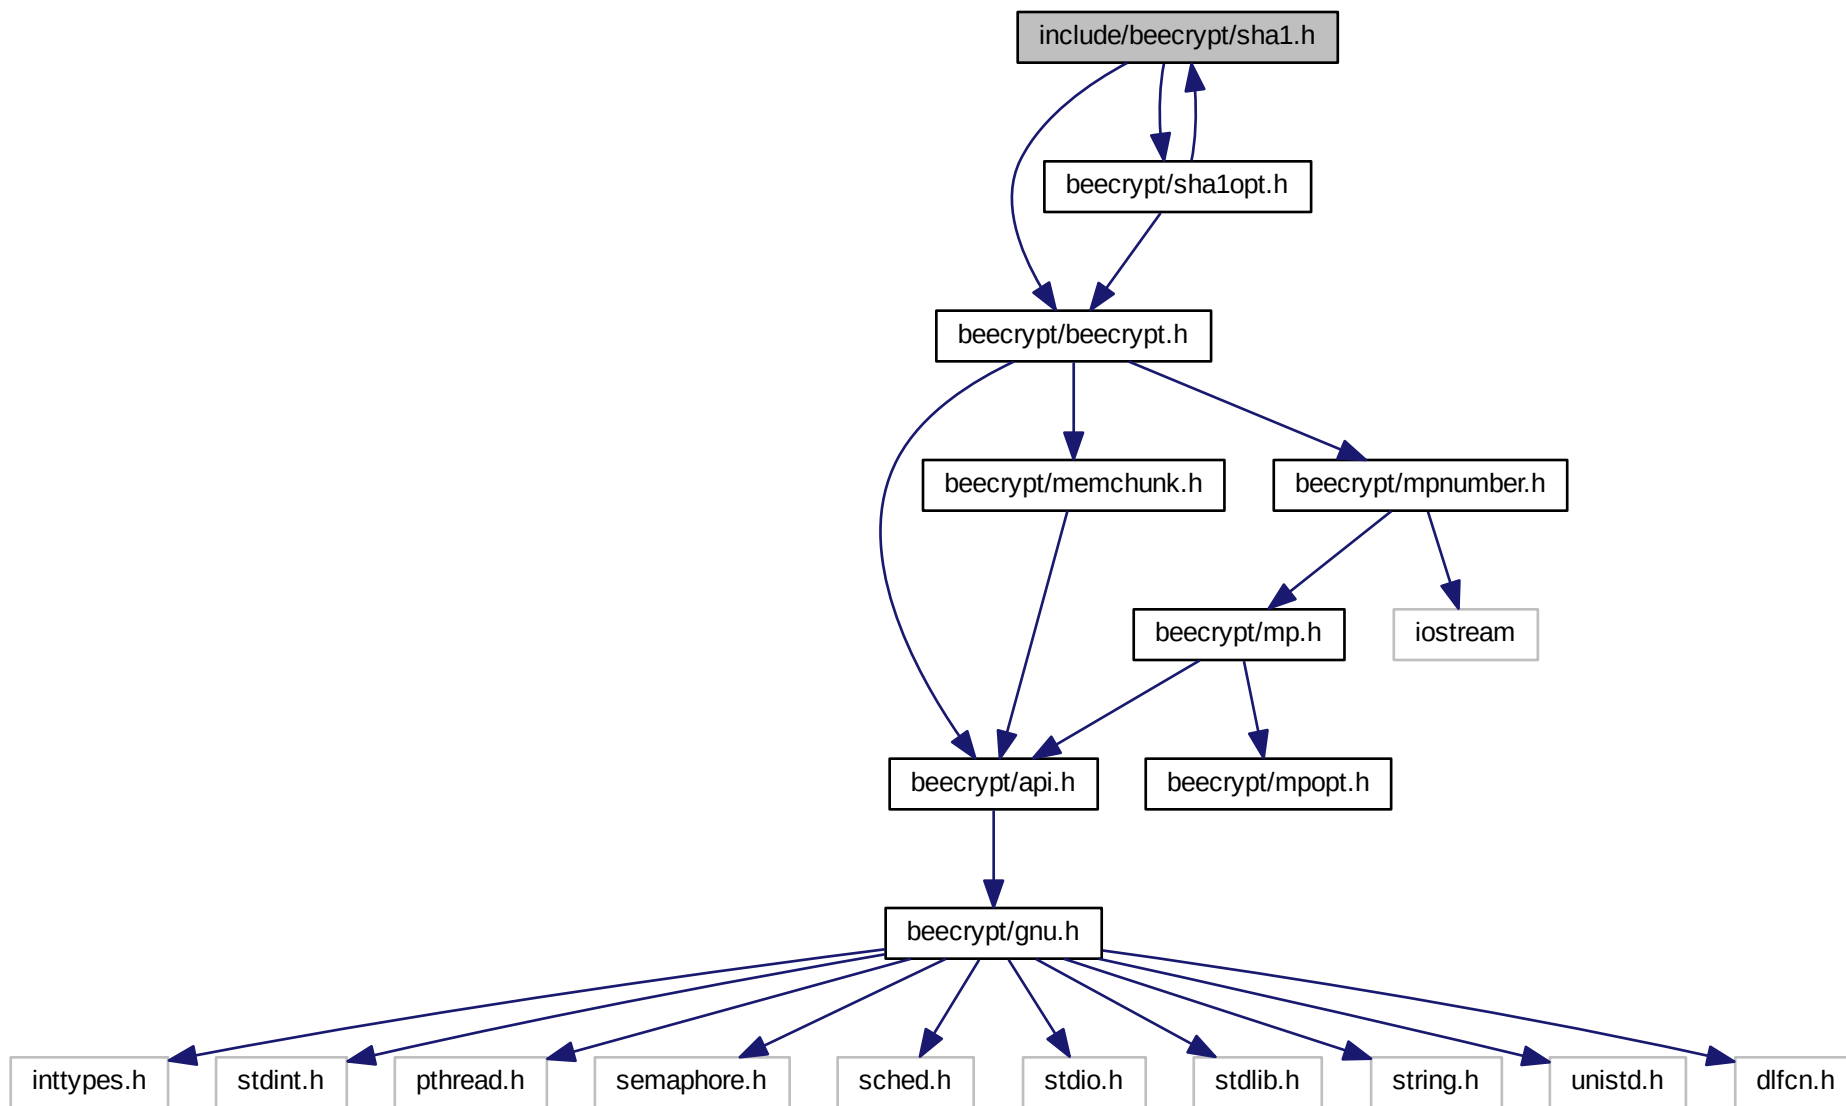 include/beecrypt/sha1.h
beecrypt/sha1opt.h
beecrypt/beecrypt.h
beecrypt/memchunk.h
beecrypt/mpnumber.h
beecrypt/mp.h
iostream
beecrypt/api.h
beecrypt/mpopt.h
beecrypt/gnu.h
inttypes.h
stdint.h
pthread.h
semaphore.h
sched.h
stdio.h
stdlib.h
string.h
unistd.h
dlfcn.h